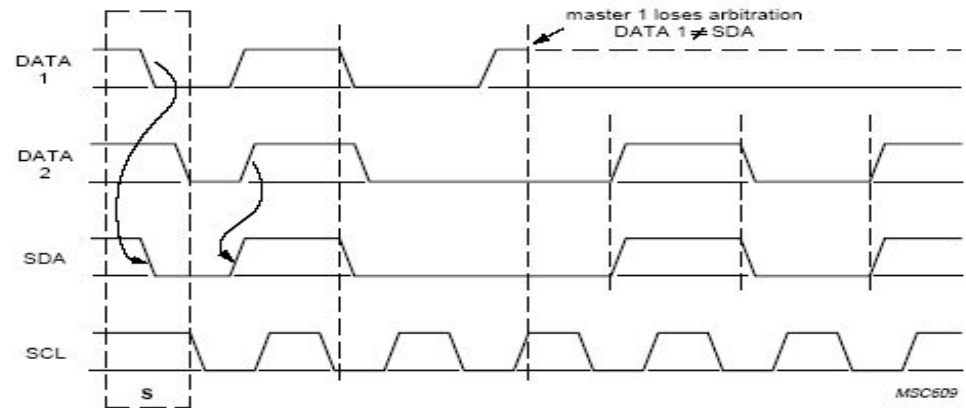 master 1 loses arbitration
DATA 1 ≠ SDA
DATA
1
DATA
2
SDA
SCL
S
MSC609